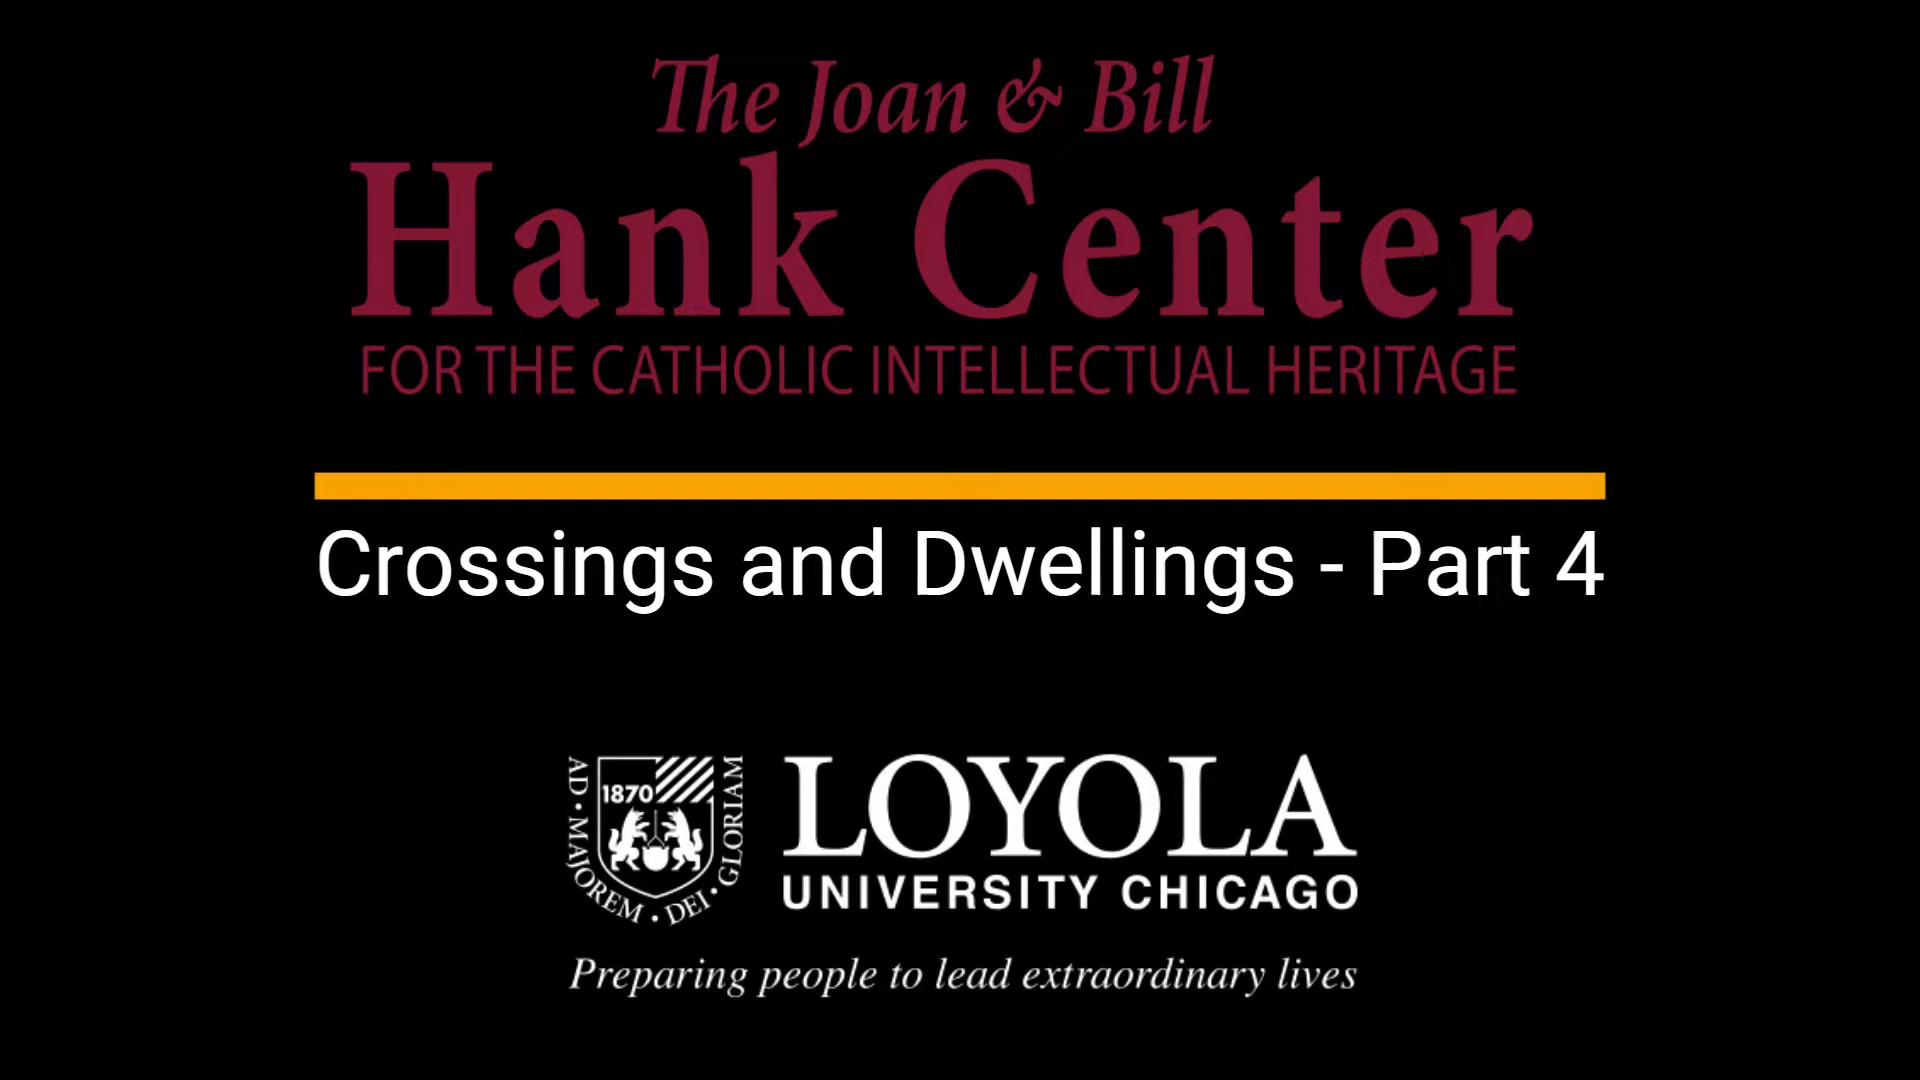 The Joan & Bill
Hank Center
FOR THE CATHOLIC INTELLECTUAL HERITAGE
Crossings and Dwellings - Part 4
1870
AD • MAJOREM • DEI • GLORIAM
LOYOLA
UNIVERSITY CHICAGO
Preparing people to lead extraordinary lives